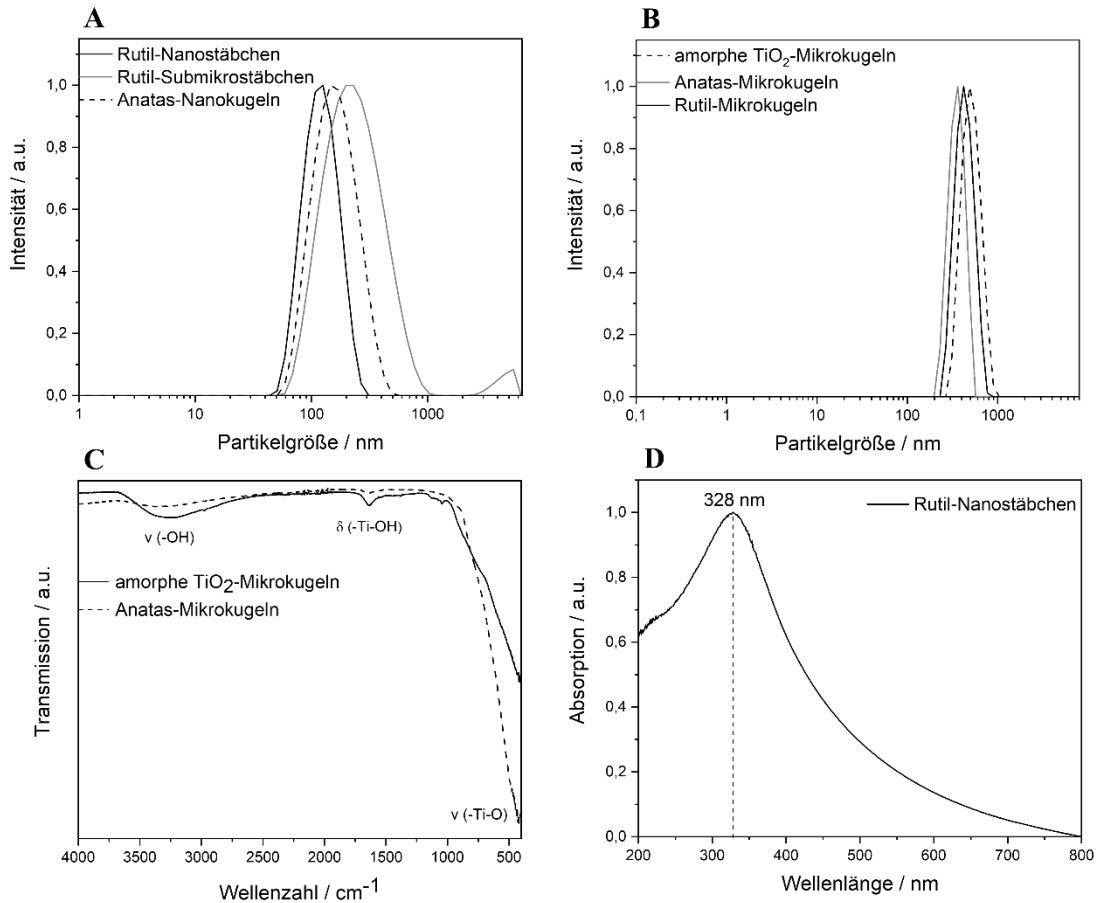 A
Rutil-Nanostäbchen
Rutil-Submikrostäbchen
Anatas-Nanokugeln
Intensität / a.u.
1,0
0,8
0,6
0,4
0,2
0,0
1
10
100
1000
Partikelgröße / nm
B
amorphe TiO₂-Mikrokugeln
Anatas-Mikrokugeln
Rutil-Mikrokugeln
Intensität / a.u.
1,0
0,8
0,6
0,4
0,2
0,0
0,1
1
10
100
1000
Partikelgröße / nm
C
ν (-OH)
δ (-Ti-OH)
amorphe TiO₂-Mikrokugeln
Anatas-Mikrokugeln
ν (-Ti-O)
Transmission / a.u.
4000
3500
3000
2500
2000
1500
1000
500
Wellenzahl / cm⁻¹
D
328 nm
Rutil-Nanostäbchen
Absorption / a.u.
1,0
0,8
0,6
0,4
0,2
0,0
200
300
400
500
600
700
800
Wellenlänge / nm